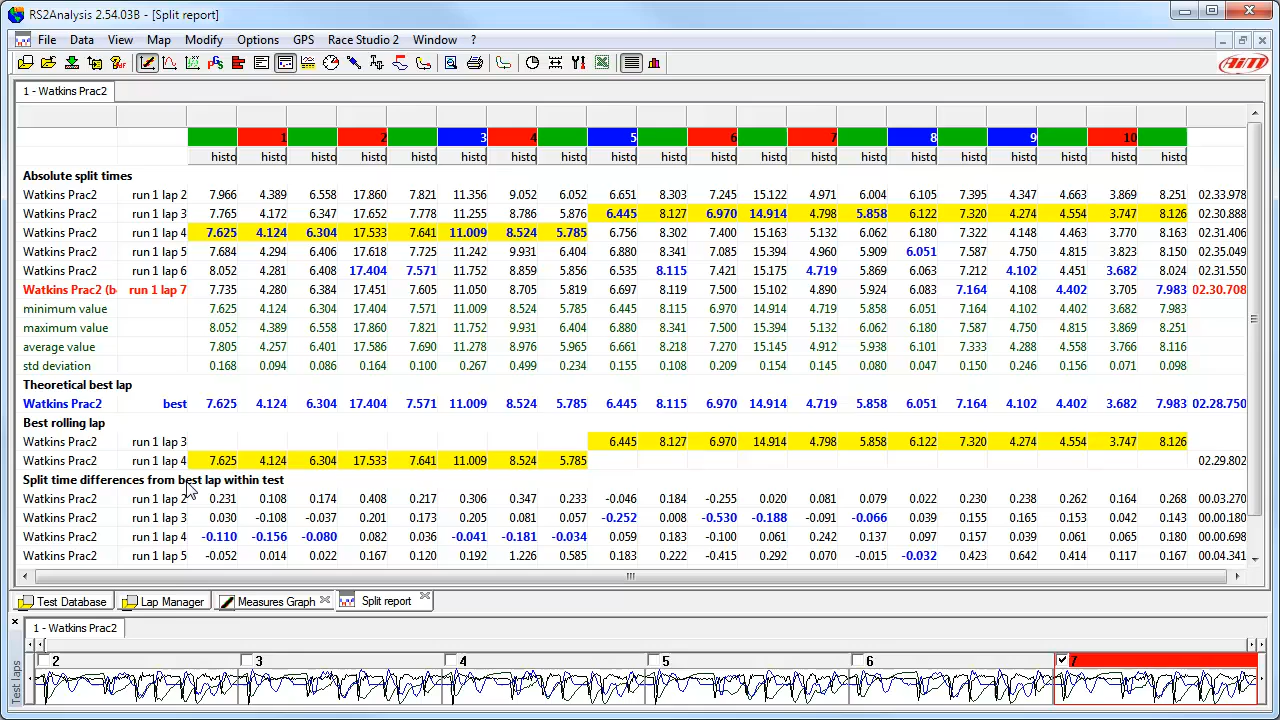 RS2Analysis 2.54.03B - [Split report]
File Data View Map Modify Options GPS Race Studio 2 Window ?
AiM
1 - Watkins Prac2
1 2 3 4 5 6 7 8 9 10
histo histo histo histo histo histo histo histo histo histo histo histo histo histo histo histo histo histo histo histo
Absolute split times
Watkins Prac2 run 1 lap 2 7.966 4.389 6.558 17.860 7.821 11.356 9.052 6.052 6.651 8.303 7.245 15.122 4.971 6.004 6.105 7.395 4.347 4.663 3.869 8.251 02.33.978
Watkins Prac2 run 1 lap 3 7.765 4.172 6.347 17.652 7.778 11.255 8.786 5.876 6.445 8.127 6.970 14.914 4.798 5.858 6.122 7.320 4.274 4.554 3.747 8.126 02.30.888
Watkins Prac2 run 1 lap 4 7.625 4.124 6.304 17.533 7.641 11.009 8.524 5.785 6.756 8.302 7.400 15.163 5.132 6.062 6.180 7.322 4.148 4.463 3.770 8.163 02.31.406
Watkins Prac2 run 1 lap 5 7.684 4.294 6.406 17.618 7.725 11.242 9.931 6.404 6.880 8.341 7.085 15.394 4.960 5.909 6.051 7.587 4.750 4.815 3.823 8.150 02.35.049
Watkins Prac2 run 1 lap 6 8.052 4.281 6.408 17.404 7.571 11.752 8.859 5.856 6.535 8.115 7.421 15.175 4.719 5.869 6.063 7.212 4.102 4.451 3.682 8.024 02.31.550
Watkins Prac2 (b run 1 lap 7 7.735 4.280 6.384 17.451 7.605 11.050 8.705 5.819 6.697 8.119 7.500 15.102 4.890 5.924 6.083 7.164 4.108 4.402 3.705 7.983 02.30.708
minimum value 7.625 4.124 6.304 17.404 7.571 11.009 8.524 5.785 6.445 8.115 6.970 14.914 4.719 5.858 6.051 7.164 4.102 4.402 3.682 7.983
maximum value 8.052 4.389 6.558 17.860 7.821 11.752 9.931 6.404 6.880 8.341 7.500 15.394 5.132 6.062 6.180 7.587 4.750 4.815 3.869 8.251
average value 7.805 4.257 6.401 17.586 7.690 11.278 8.976 5.965 6.661 8.218 7.270 15.145 4.912 5.938 6.101 7.333 4.288 4.558 3.766 8.116
std deviation 0.168 0.094 0.086 0.164 0.100 0.267 0.499 0.234 0.155 0.108 0.209 0.154 0.145 0.080 0.047 0.150 0.246 0.156 0.071 0.098
Theoretical best lap
Watkins Prac2 best 7.625 4.124 6.304 17.404 7.571 11.009 8.524 5.785 6.445 8.115 6.970 14.914 4.719 5.858 6.051 7.164 4.102 4.402 3.682 7.983 02.28.750
Best rolling lap
Watkins Prac2 run 1 lap 3 6.445 8.127 6.970 14.914 4.798 5.858 6.122 7.320 4.274 4.554 3.747 8.126
Watkins Prac2 run 1 lap 4 7.625 4.124 6.304 17.533 7.641 11.009 8.524 5.785 02.29.802
Split time differences from best lap within test
Watkins Prac2 run 1 lap 2 0.231 0.108 0.174 0.408 0.217 0.306 0.347 0.233 -0.046 0.184 -0.255 0.020 0.081 0.079 0.022 0.230 0.238 0.262 0.164 0.268 00.03.270
Watkins Prac2 run 1 lap 3 0.030 -0.108 -0.037 0.201 0.173 0.205 0.081 0.057 -0.252 0.008 -0.530 -0.188 -0.091 -0.066 0.039 0.155 0.165 0.153 0.042 0.143 00.00.180
Watkins Prac2 run 1 lap 4 -0.110 -0.156 -0.080 0.082 0.036 -0.041 -0.181 -0.034 0.059 0.183 -0.100 0.061 0.242 0.137 0.097 0.157 0.039 0.061 0.065 0.180 00.00.698
Watkins Prac2 run 1 lap 5 -0.052 0.014 0.022 0.167 0.120 0.192 1.226 0.585 0.183 0.222 -0.415 0.292 0.070 -0.015 -0.032 0.423 0.642 0.414 0.117 0.167 00.04.341
Test Database Lap Manager Measures Graph Split report
1 - Watkins Prac2
Test laps
2 3 4 5 6 7